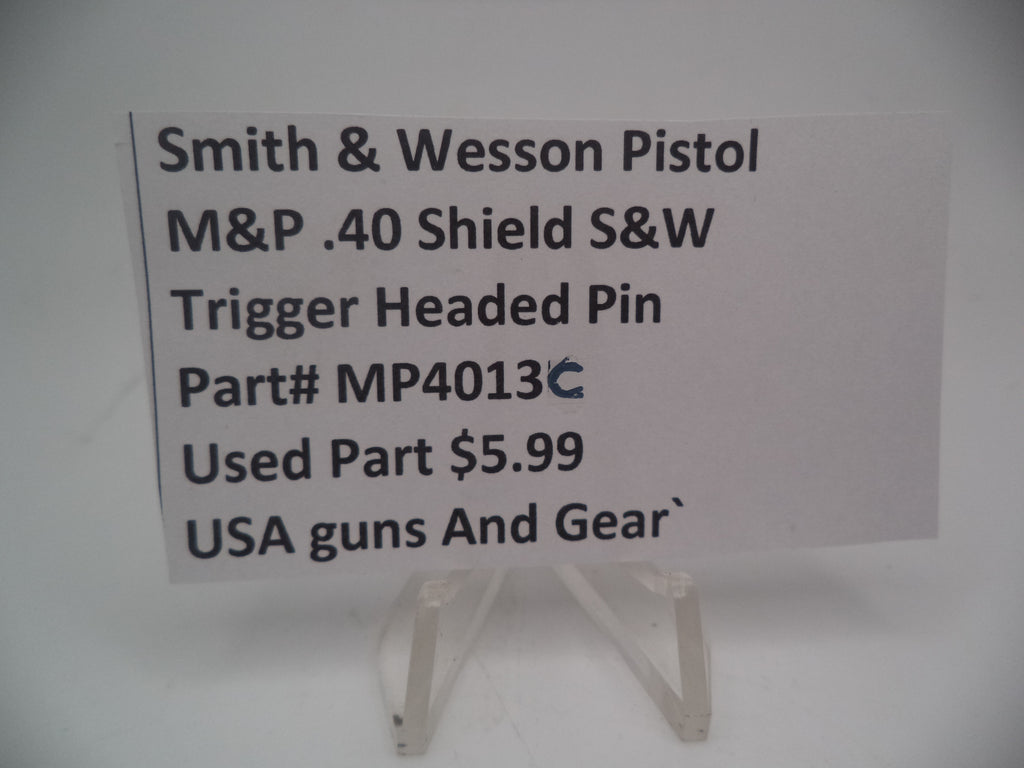 Smith & Wesson Pistol
M&P .40 Shield S&W
Trigger Headed Pin
Part# MP4013C
Used Part $5.99
USA guns And Gear`